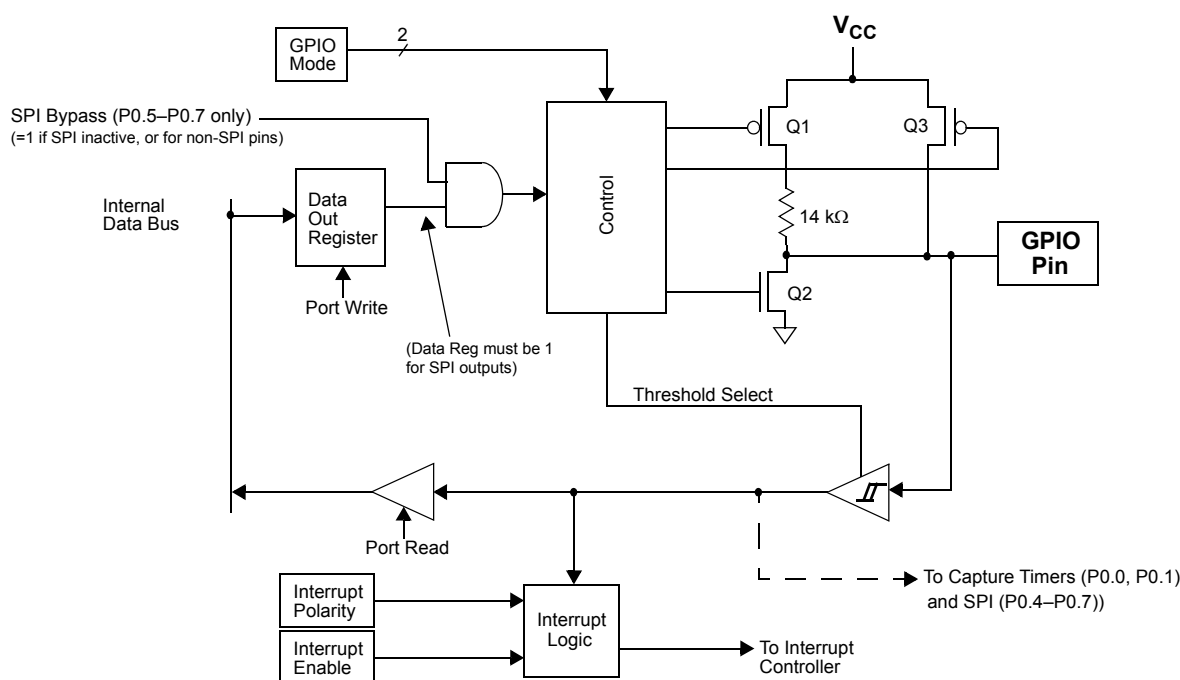 GPIO
Mode
2
VCC
SPI Bypass (P0.5–P0.7 only)
(=1 if SPI inactive, or for non-SPI pins)
Q1
Q3
Control
Internal
Data Bus
Data
Out
Register
14 kΩ
GPIO
Pin
Port Write
Q2
(Data Reg must be 1
for SPI outputs)
Threshold Select
Port Read
To Capture Timers (P0.0, P0.1)
and SPI (P0.4–P0.7))
Interrupt
Polarity
Interrupt
Logic
Interrupt
Enable
To Interrupt
Controller